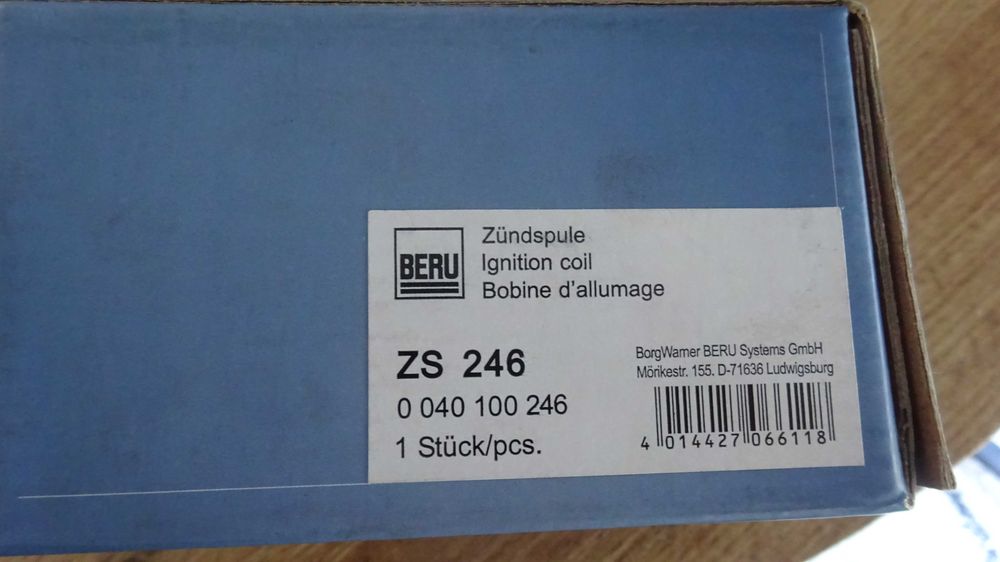 BERU
Zündspule
Ignition coil
Bobine d'allumage
ZS 246
0 040 100 246
1 Stück/pcs.
BorgWarner BERU Systems GmbH
Mörikestr. 155. D-71636 Ludwigsburg
4 014427 066118